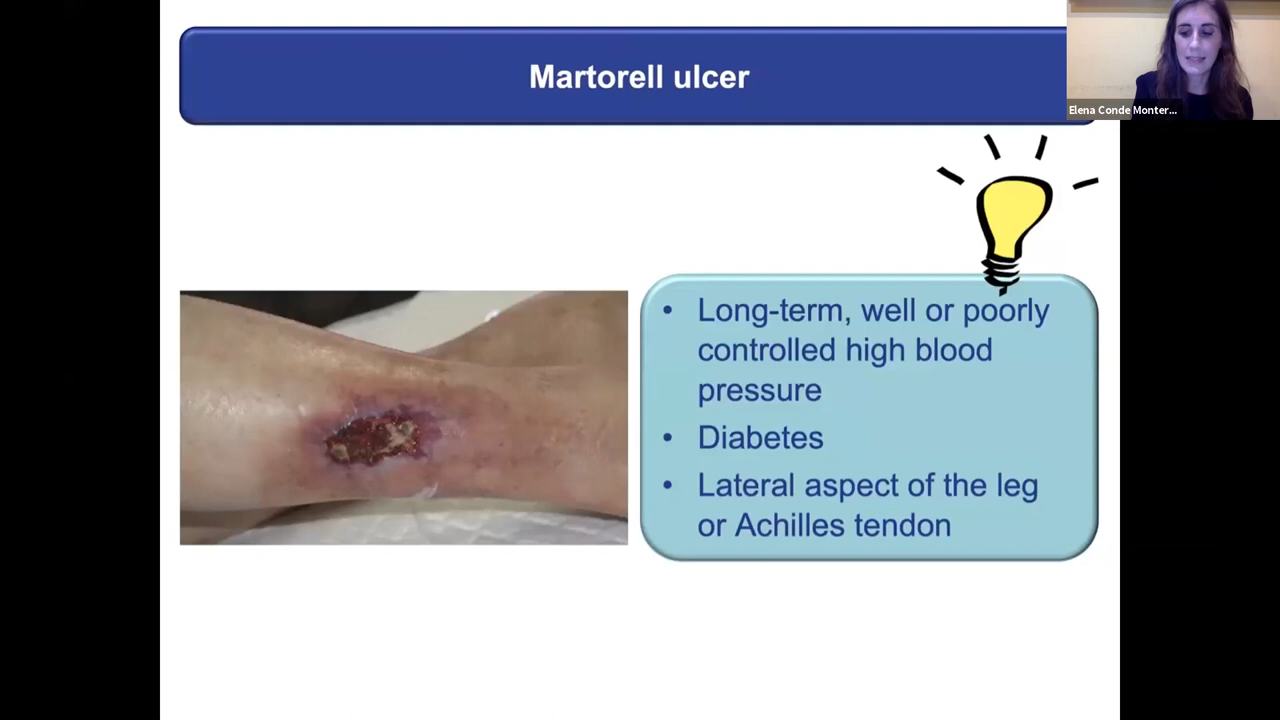 Martorell ulcer
Elena Conde Monter...
• Long-term, well or poorly
controlled high blood
pressure
• Diabetes
• Lateral aspect of the leg
or Achilles tendon